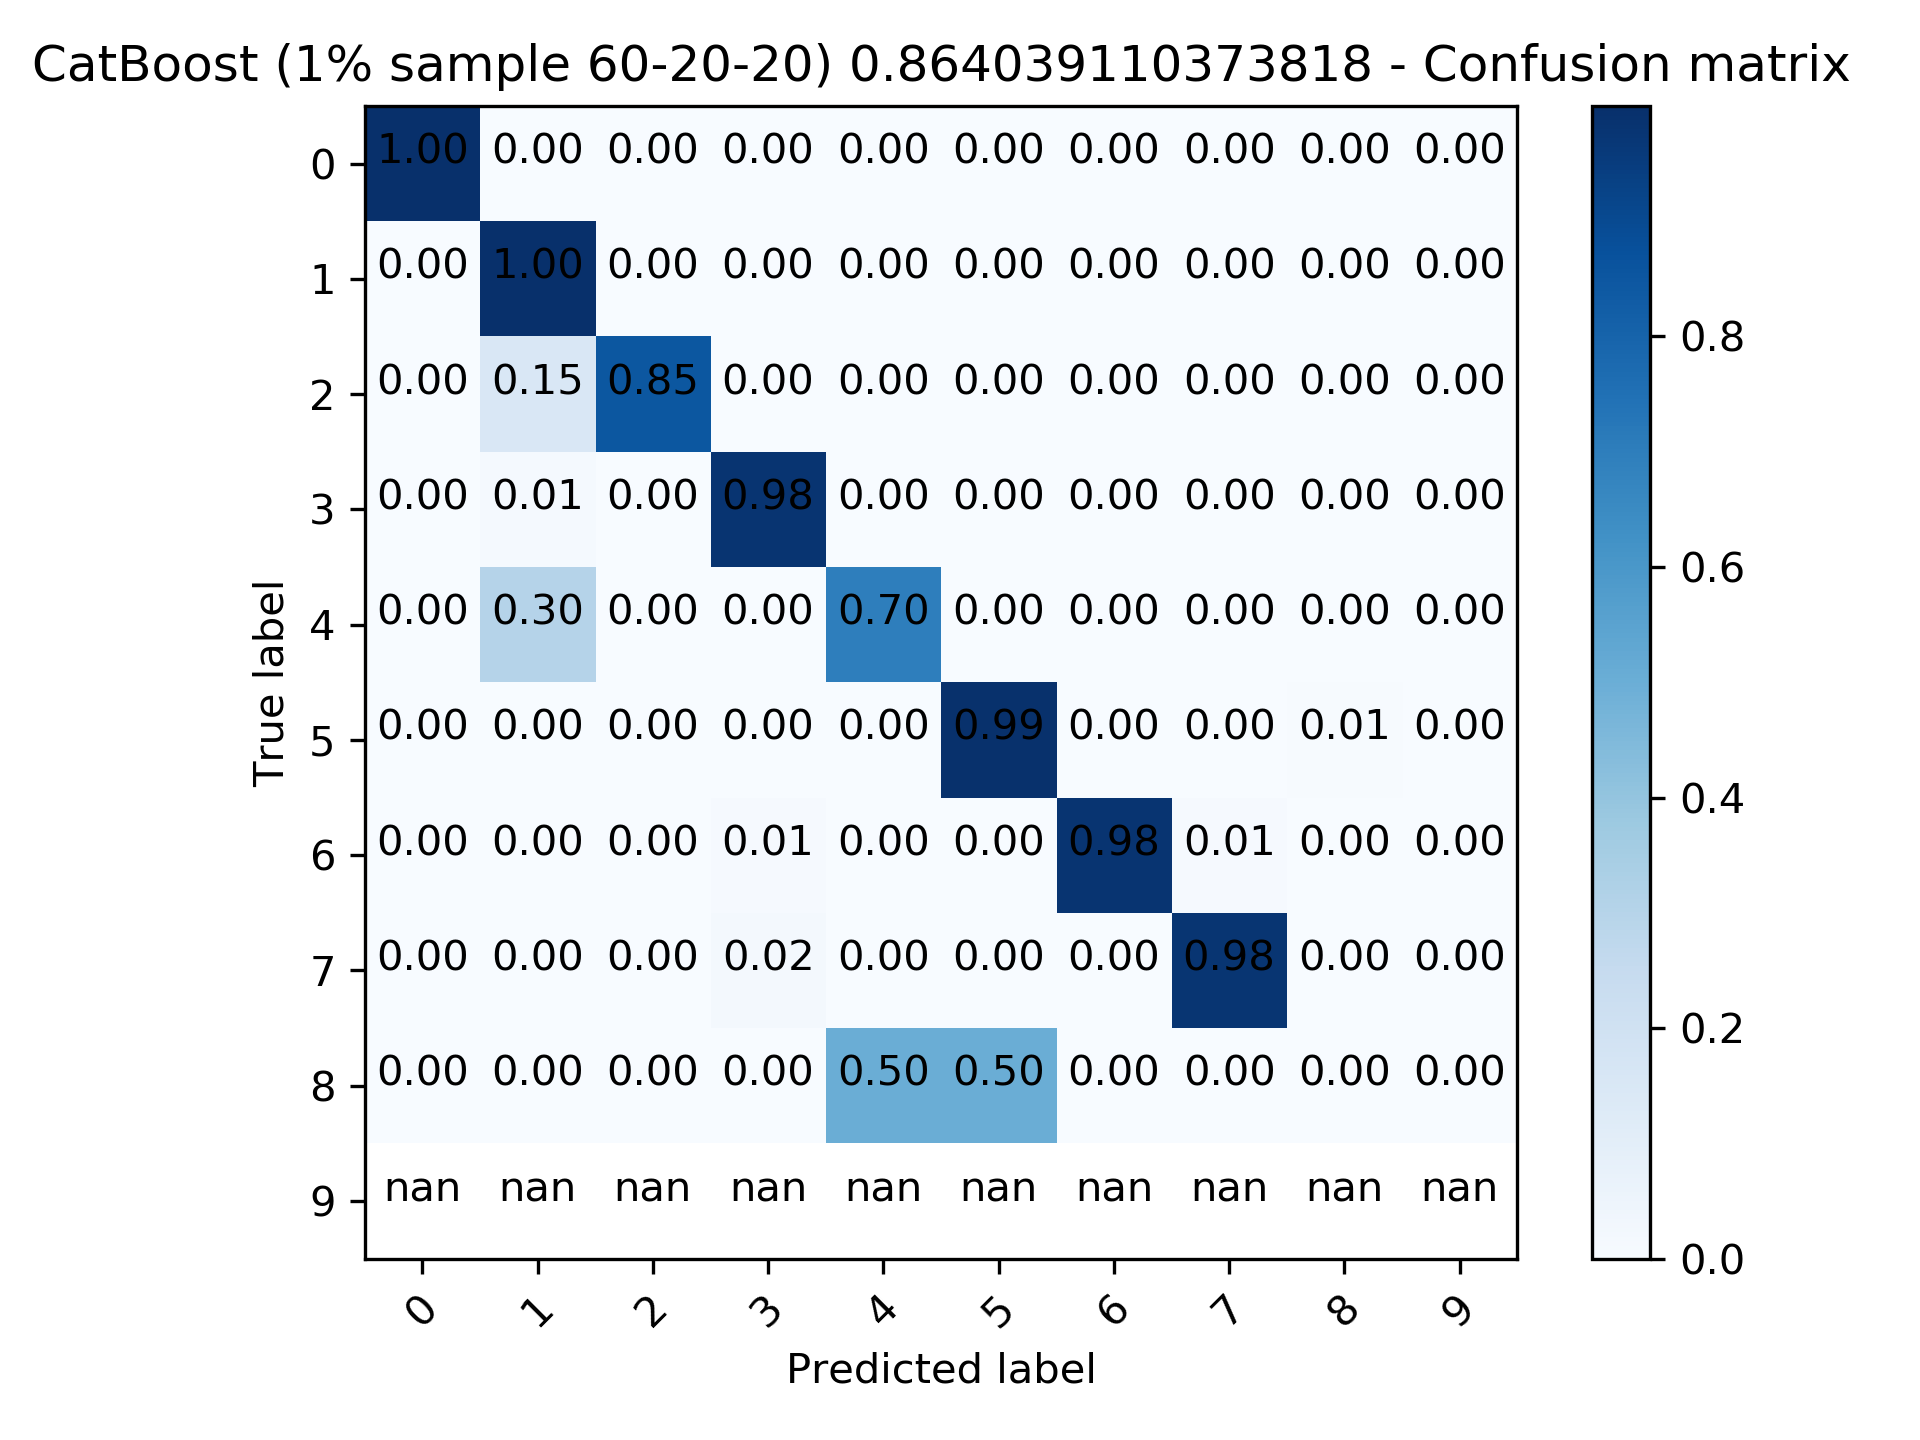 CatBoost (1% sample 60-20-20) 0.864039110373818 - Confusion matrix
True label
0 1.00 0.00 0.00 0.00 0.00 0.00 0.00 0.00 0.00 0.00
1 0.00 1.00 0.00 0.00 0.00 0.00 0.00 0.00 0.00 0.00
2 0.00 0.15 0.85 0.00 0.00 0.00 0.00 0.00 0.00 0.00
3 0.00 0.01 0.00 0.98 0.00 0.00 0.00 0.00 0.00 0.00
4 0.00 0.30 0.00 0.00 0.70 0.00 0.00 0.00 0.00 0.00
5 0.00 0.00 0.00 0.00 0.00 0.99 0.00 0.00 0.01 0.00
6 0.00 0.00 0.00 0.01 0.00 0.00 0.98 0.01 0.00 0.00
7 0.00 0.00 0.00 0.02 0.00 0.00 0.00 0.98 0.00 0.00
8 0.00 0.00 0.00 0.00 0.50 0.50 0.00 0.00 0.00 0.00
9 nan nan nan nan nan nan nan nan nan nan
0 1 2 3 4 5 6 7 8 9
Predicted label
0.8
0.6
0.4
0.2
0.0